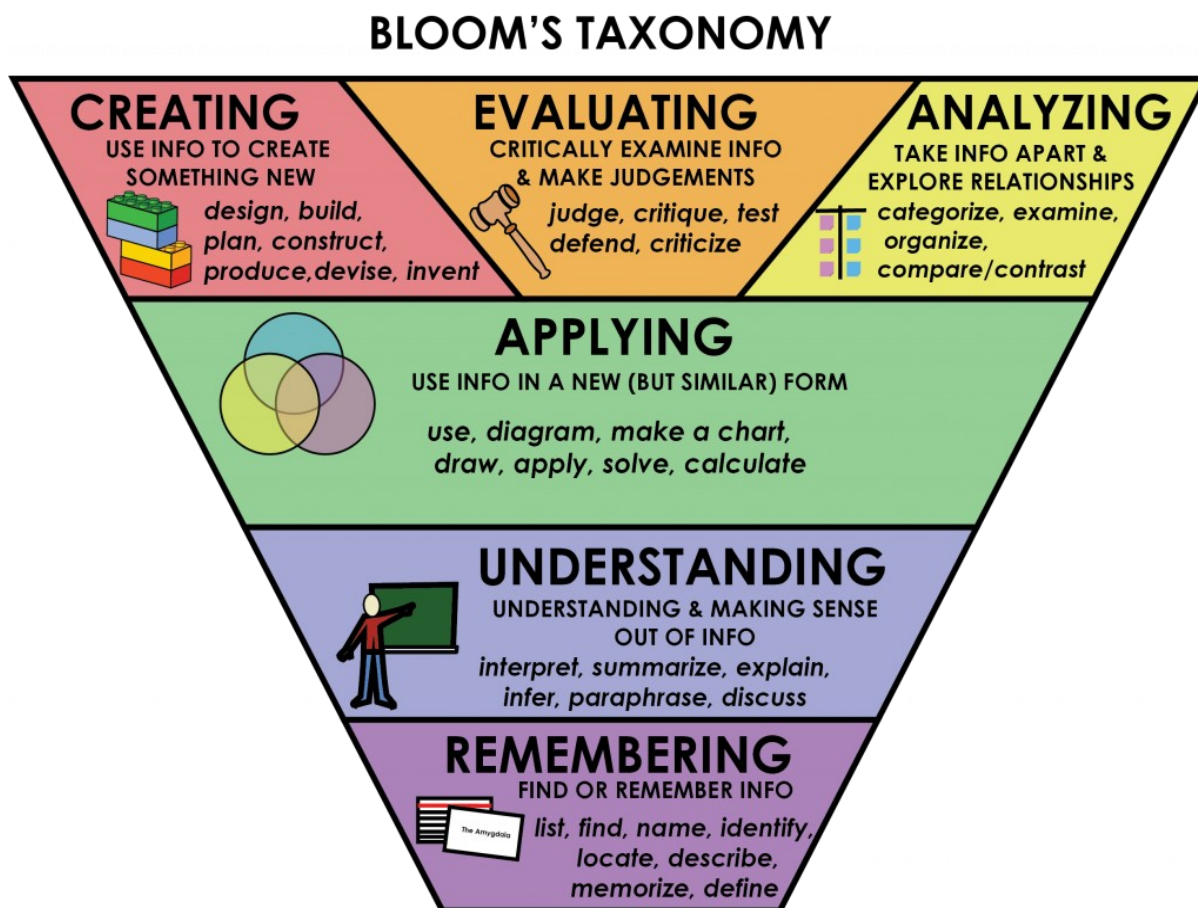 BLOOM'S TAXONOMY
CREATING
USE INFO TO CREATE
SOMETHING NEW
design, build,
plan, construct,
produce,devise, invent
EVALUATING
CRITICALLY EXAMINE INFO
& MAKE JUDGEMENTS
judge, critique, test
defend, criticize
ANALYZING
TAKE INFO APART &
EXPLORE RELATIONSHIPS
categorize, examine,
organize,
compare/contrast
APPLYING
USE INFO IN A NEW (BUT SIMILAR) FORM
use, diagram, make a chart,
draw, apply, solve, calculate
UNDERSTANDING
UNDERSTANDING & MAKING SENSE
OUT OF INFO
interpret, summarize, explain,
infer, paraphrase, discuss
REMEMBERING
FIND OR REMEMBER INFO
The Amygdala
list, find, name, identify,
locate, describe,
memorize, define